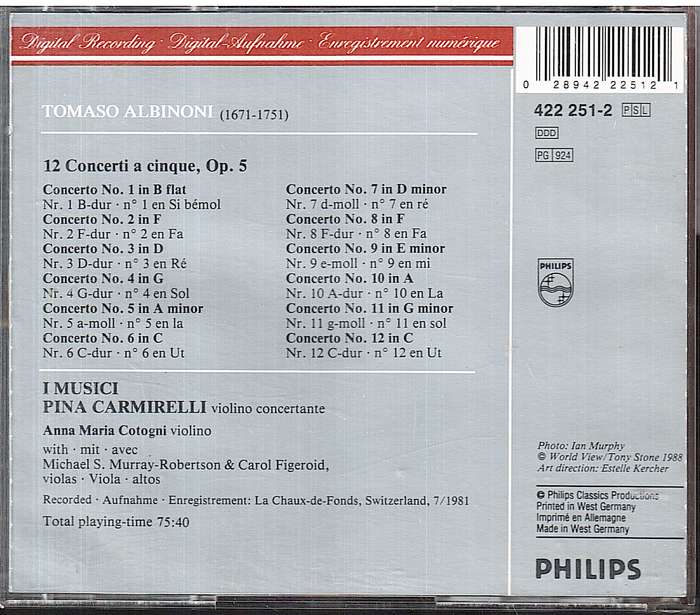 Digital Recording · Digital-Aufnahme · Enregistrement numérique
0 28942 22512 1
422 251-2 PSL
DDD
PG 924
TOMASO ALBINONI (1671-1751)
12 Concerti a cinque, Op. 5
Concerto No. 1 in B flat
Nr. 1 B-dur · n° 1 en Si bémol
Concerto No. 2 in F
Nr. 2 F-dur · n° 2 en Fa
Concerto No. 3 in D
Nr. 3 D-dur · n° 3 en Ré
Concerto No. 4 in G
Nr. 4 G-dur · n° 4 en Sol
Concerto No. 5 in A minor
Nr. 5 a-moll · n° 5 en la
Concerto No. 6 in C
Nr. 6 C-dur · n° 6 en Ut
Concerto No. 7 in D minor
Nr. 7 d-moll · n° 7 en ré
Concerto No. 8 in F
Nr. 8 F-dur · n° 8 en Fa
Concerto No. 9 in E minor
Nr. 9 e-moll · n° 9 en mi
Concerto No. 10 in A
Nr. 10 A-dur · n° 10 en La
Concerto No. 11 in G minor
Nr. 11 g-moll · n° 11 en sol
Concerto No. 12 in C
Nr. 12 C-dur · n° 12 en Ut
I MUSICI
PINA CARMIRELLI violino concertante
Anna Maria Cotogni violino
with · mit · avec
Michael S. Murray-Robertson & Carol Figeroid,
violas · Viola · altos
Recorded · Aufnahme · Enregistrement: La Chaux-de-Fonds, Switzerland, 7/1981
Total playing-time 75:40
PHILIPS
Photo: Ian Murphy
© World View/Tony Stone 1988
Art direction: Estelle Kercher
℗ Philips Classics Productions
Printed in West Germany
Imprimé en Allemagne
Made in West Germany
PHILIPS